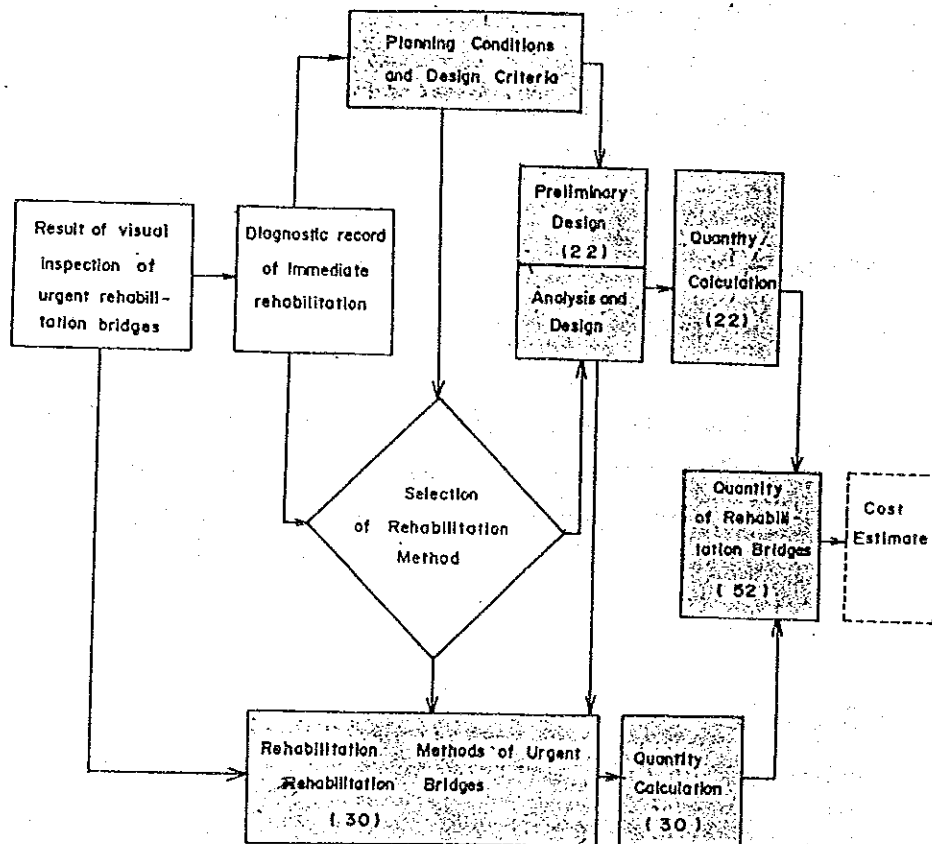 Planning Conditions
and Design Criteria
Result of visual
inspection of
urgent rehabili-
tation bridges
Diagnostic record
of Immediate
rehabilitation
Preliminary
Design
(22)
Analysis and
Design
Quantity/
Calculation
(22)
Selection
of Rehabilitation
Method
Quantity
of Rehabili-
tation Bridges
(52)
Cost
Estimate
Rehabilitation Methods of Urgent
Rehabilitation Bridges
(30)
Quantity
Calculation
(30)